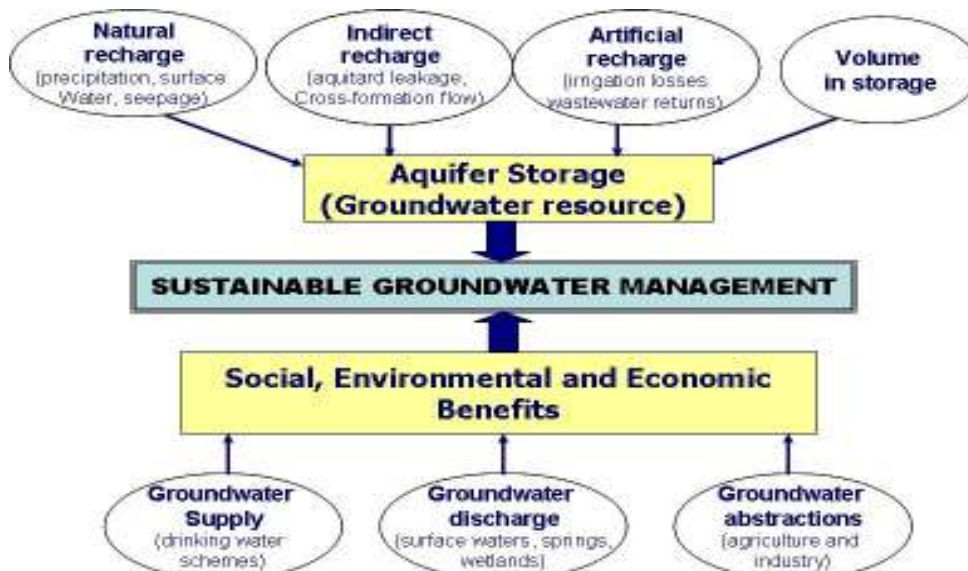 Natural
recharge
(precipitation, surface
Water, seepage)
Indirect
recharge
(aquitard leakage,
Cross-formation flow)
Artificial
recharge
(irrigation losses
wastewater returns)
Volume
in storage
Aquifer Storage
(Groundwater resource)
SUSTAINABLE GROUNDWATER MANAGEMENT
Social, Environmental and Economic
Benefits
Groundwater
Supply
(drinking water
schemes)
Groundwater
discharge
(surface waters, springs,
wetlands)
Groundwater
abstractions
(agriculture and
industry)